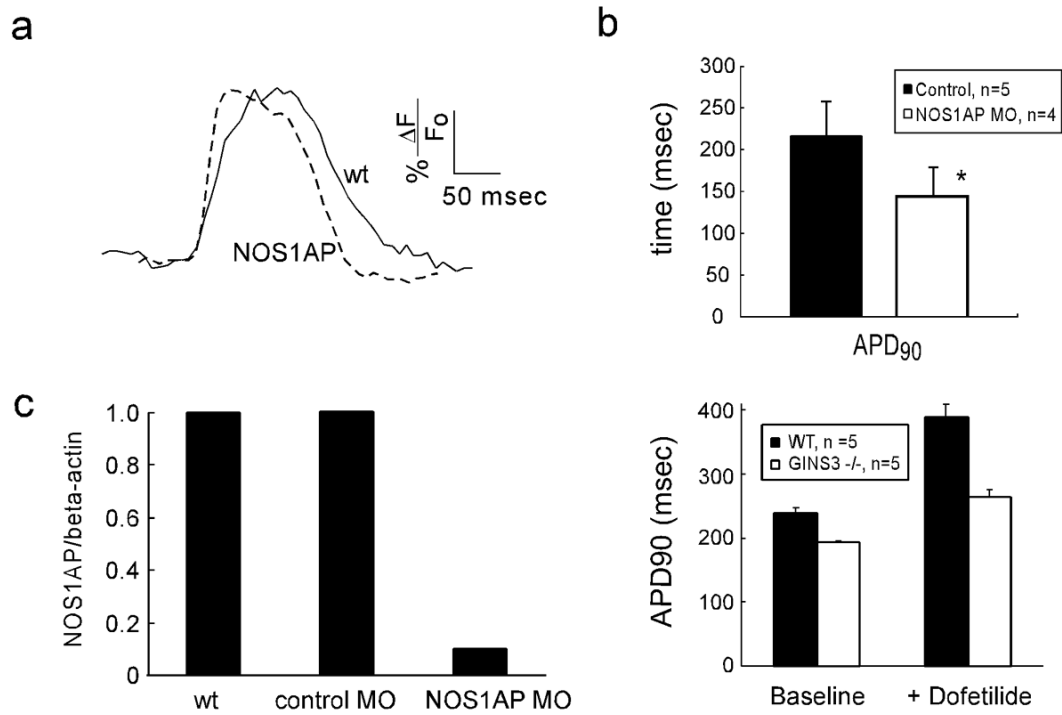 a
wt
NOS1AP
% ΔF
Fo
50 msec
b
300
250
200
150
100
50
0
time (msec)
Control, n=5
NOS1AP MO, n=4
*
APD90
c
1.0
0.8
0.6
0.4
0.2
0
NOS1AP/beta-actin
wt
control MO
NOS1AP MO
400
300
200
100
0
APD90 (msec)
WT, n =5
GINS3 -/-, n=5
Baseline
+ Dofetilide